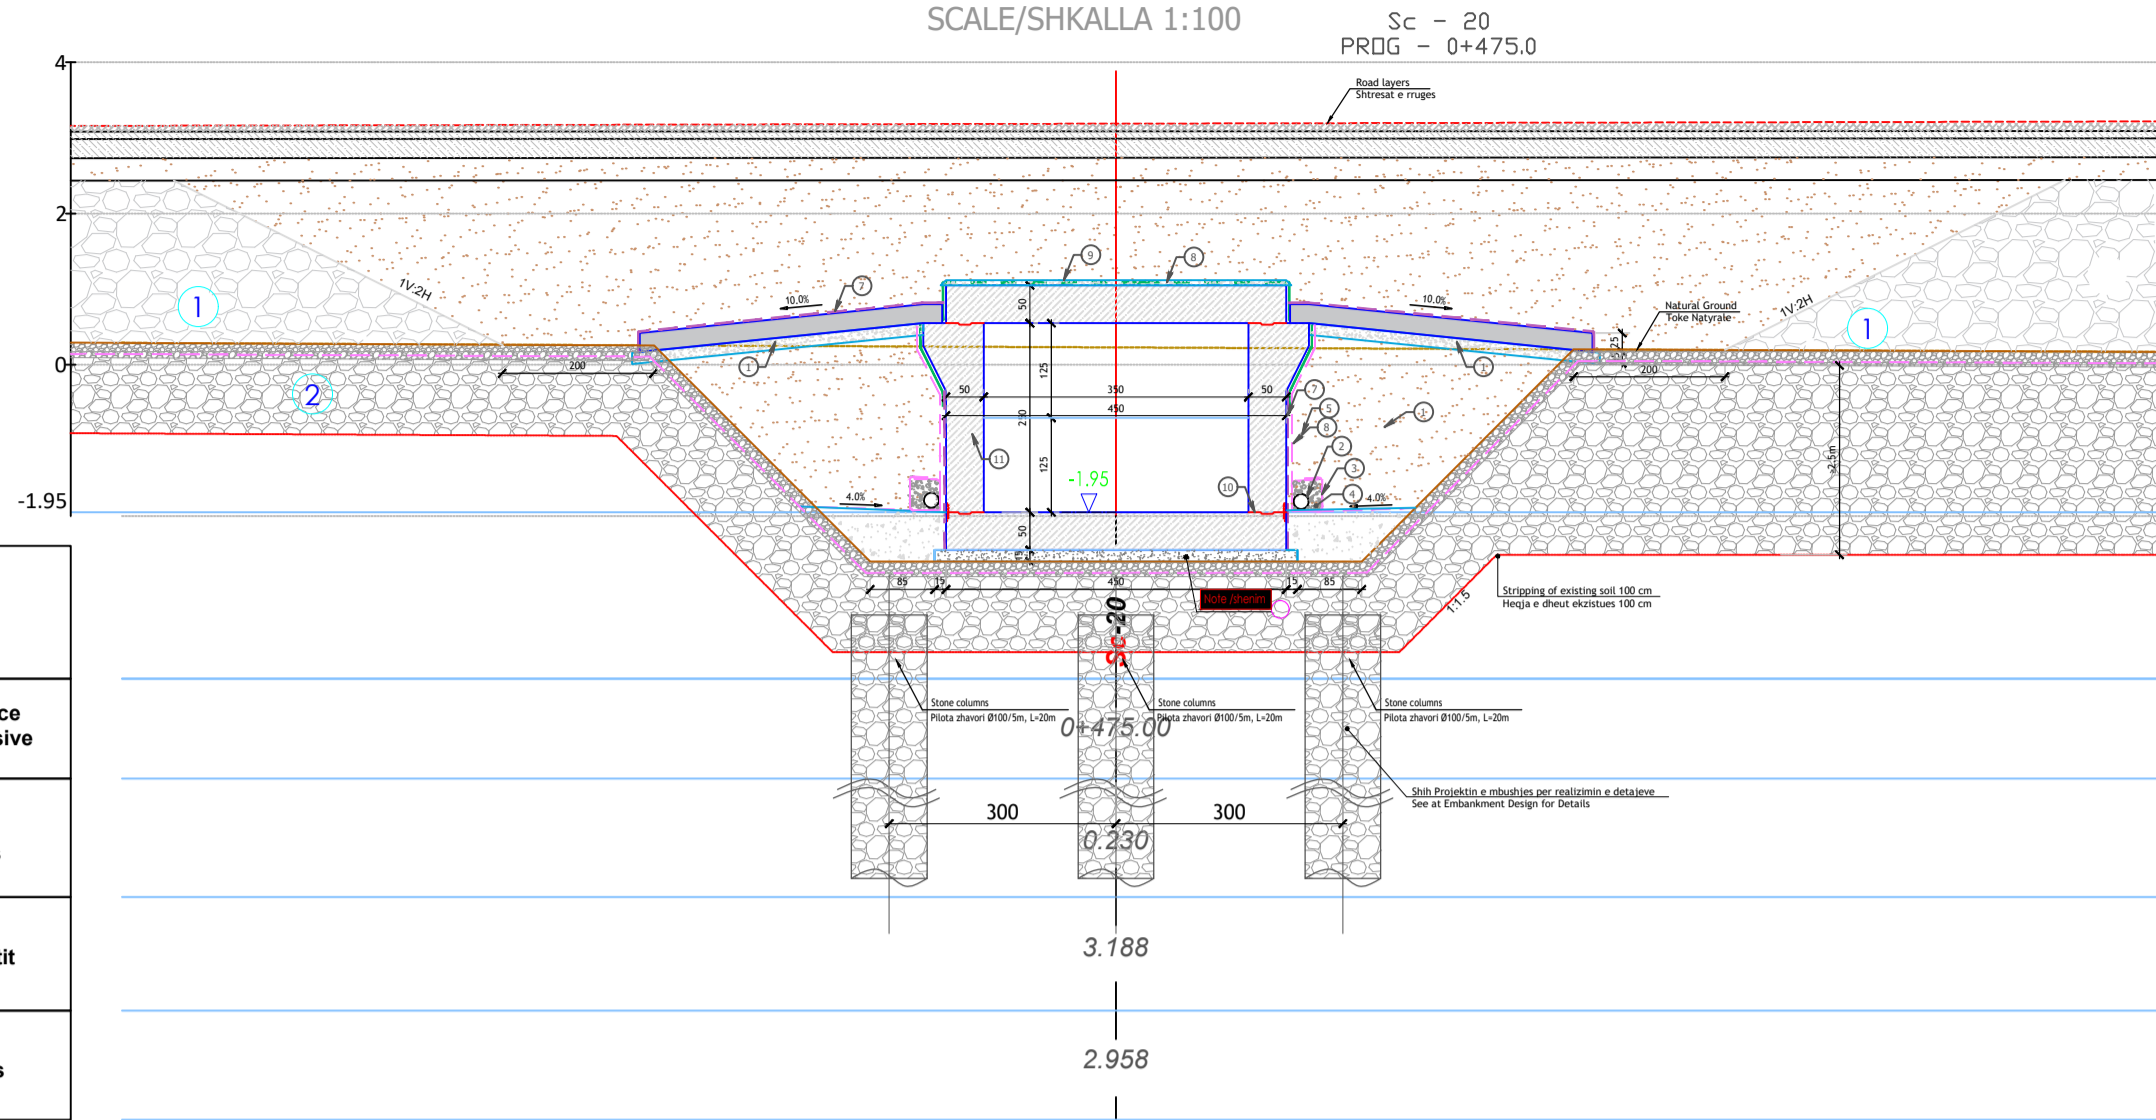 SCALE/SHKALLA 1:100
Sc - 20
PROG - 0+475.0
4
Road layers
Shtresat e rruges
2
9
8
1V:2H
7
10.0%
50
10.0%
Natural Ground
Toke Natyrale
1V:2H
1
1
0
200
1
125
1
25
200
2
50
350
50
7
450
5
1
290
8
11
2
125
-1.95
3
-2.5m
10
4
-1.95
4.0%
4.0%
50
15
85
15
450
15
85
Note /shenim
Sc-20
1:1.5
Stripping of existing soil 100 cm
Heqja e dheut ekzistues 100 cm
Stone columns
Pilota zhavori Ø100/5m, L=20m
Stone columns
Pilota zhavori Ø100/5m, L=20m
Stone columns
Pilota zhavori Ø100/5m, L=20m
ce
sive
0+475.00
Shih Projektin e mbushjes per realizimin e detajeve
See at Embankment Design for Details
300
300
0.230
s
3.188
tit
2.958
s